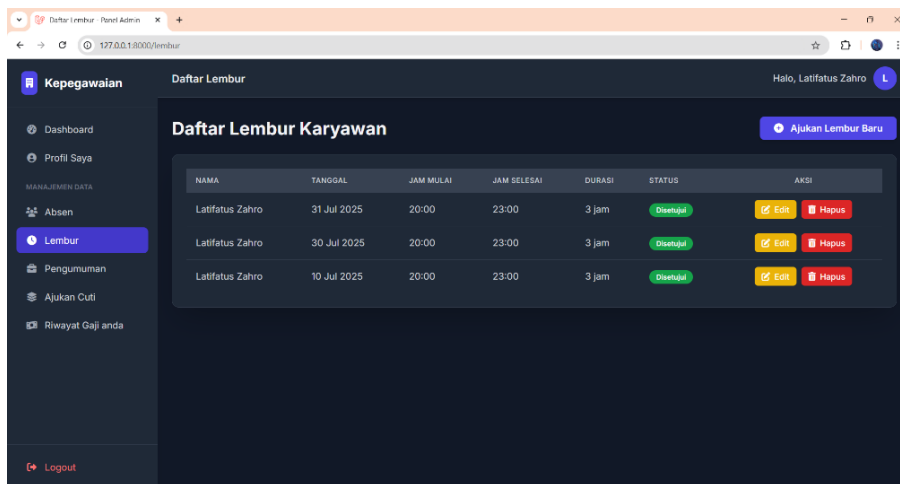 Daftar Lembur - Panel Admin
127.0.0.1:8000/lembur
Kepegawaian
Daftar Lembur
Halo, Latifatus Zahro
L
Dashboard
Profil Saya
MANAJEMEN DATA
Absen
Lembur
Pengumuman
Ajukan Cuti
Riwayat Gaji anda
Logout
Daftar Lembur Karyawan
Ajukan Lembur Baru
NAMA TANGGAL JAM MULAI JAM SELESAI DURASI STATUS AKSI
Latifatus Zahro 31 Jul 2025 20:00 23:00 3 jam Disetujui Edit Hapus
Latifatus Zahro 30 Jul 2025 20:00 23:00 3 jam Disetujui Edit Hapus
Latifatus Zahro 10 Jul 2025 20:00 23:00 3 jam Disetujui Edit Hapus